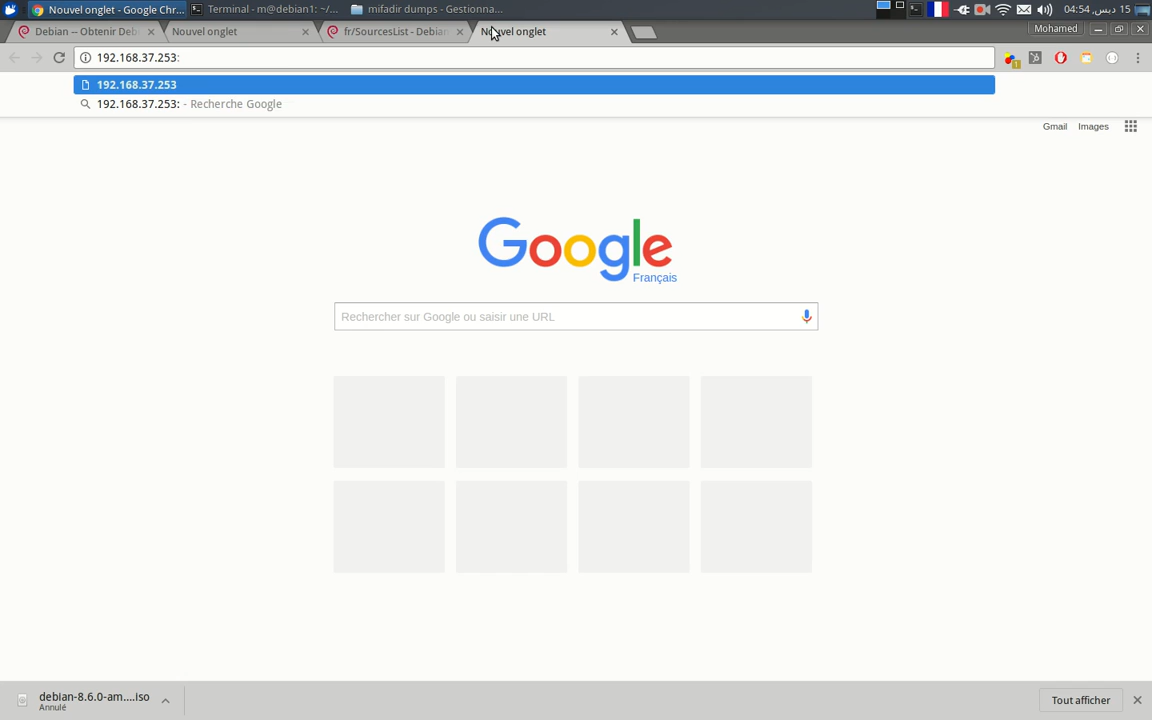 Nouvel onglet - Google Chr...
Terminal - m@debian1: ~/...
mifadir dumps - Gestionna...
04:54 ,ديس 15
Debian -- Obtenir Deb
Nouvel onglet
fr/SourcesList - Debian
Nouvel onglet
Mohamed
192.168.37.253:
192.168.37.253
192.168.37.253: - Recherche Google
Gmail
Images
Google
Français
Rechercher sur Google ou saisir une URL
debian-8.6.0-am....iso
Annulé
Tout afficher